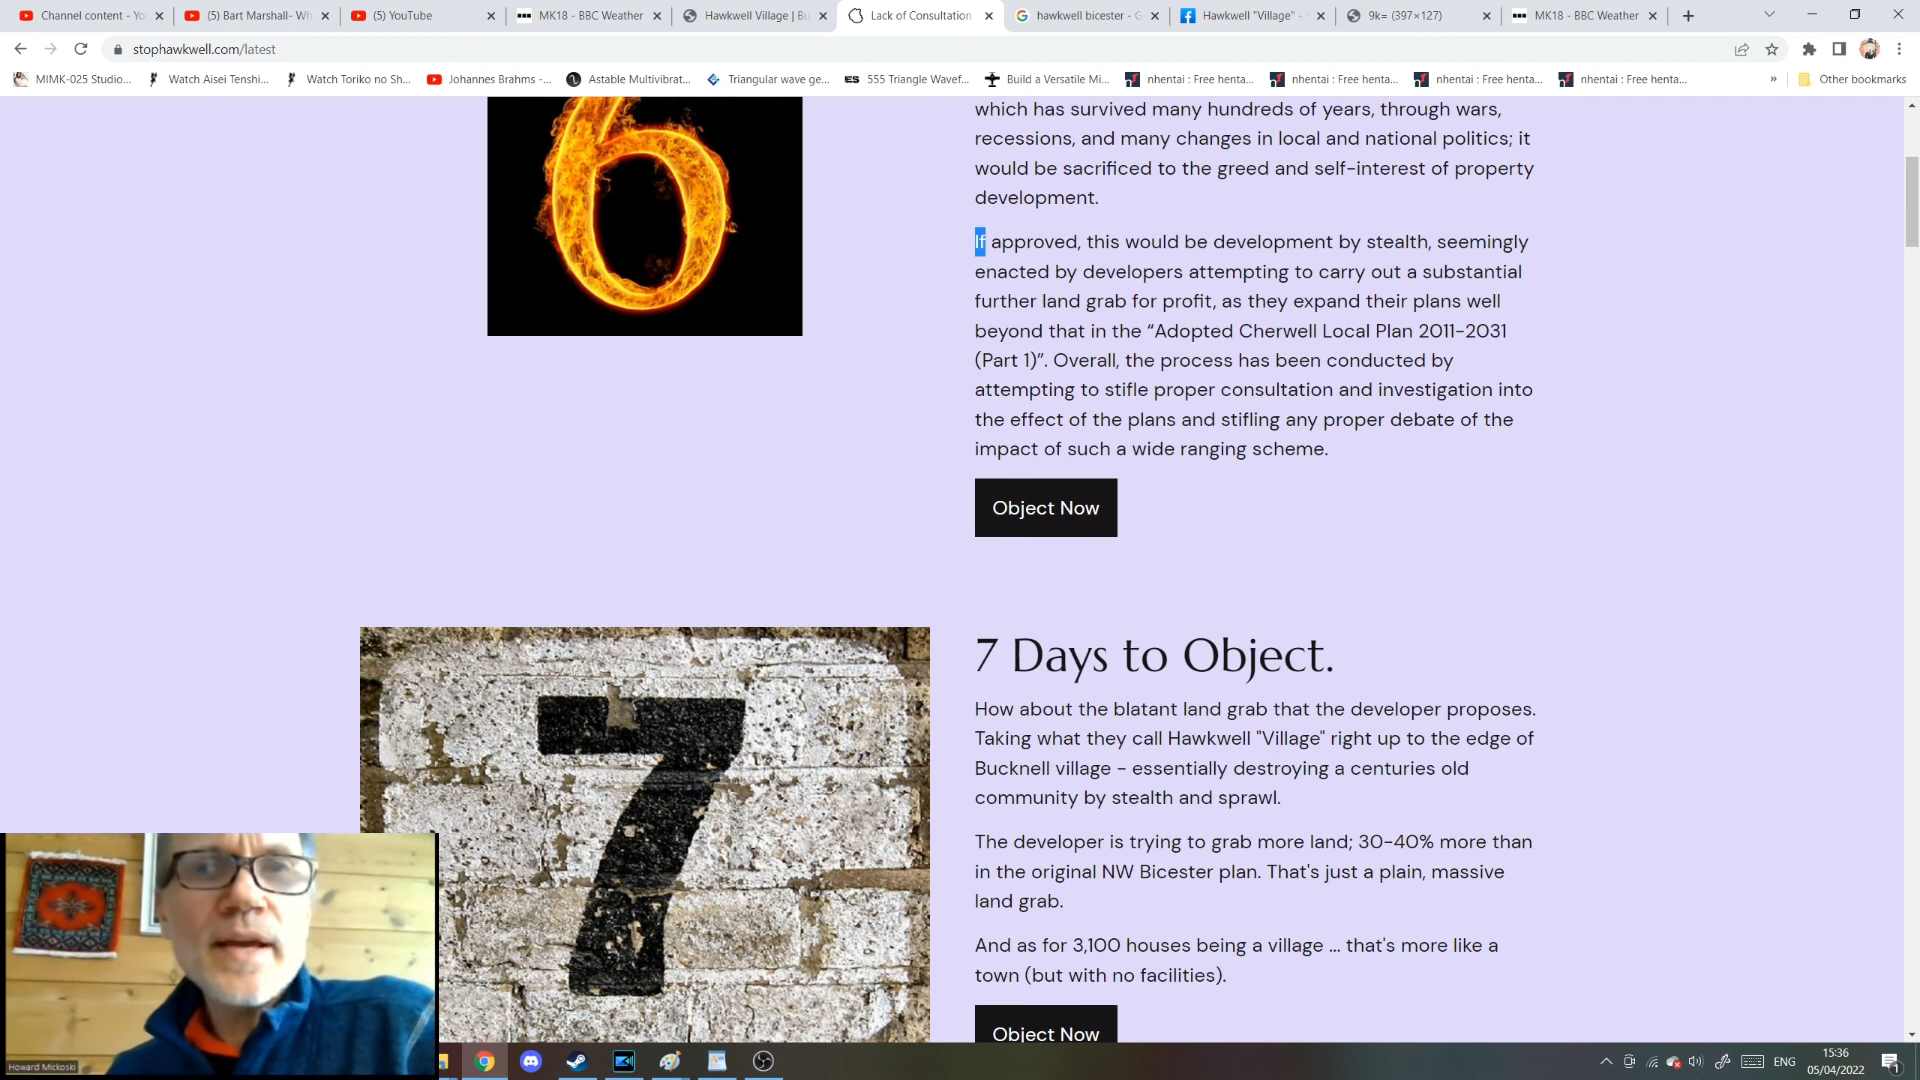 Channel content - Yo
(5) Bart Marshall- Wh
(5) YouTube
MK18 - BBC Weather
Hawkwell Village | Bu
Lack of Consultation
hawkwell bicester - G
Hawkwell "Village" - S
9k= (397×127)
MK18 - BBC Weather
stophawkwell.com/latest
MIMK-025 Studio...
Watch Aisei Tenshi...
Watch Toriko no Sh...
Johannes Brahms -...
Astable Multivibrat...
Triangular wave ge...
ES 555 Triangle Wavef...
Build a Versatile Mi...
nhentai : Free henta...
nhentai : Free henta...
nhentai : Free henta...
nhentai : Free henta...
»
Other bookmarks
6
which has survived many hundreds of years, through wars,
recessions, and many changes in local and national politics; it
would be sacrificed to the greed and self-interest of property
development.
If approved, this would be development by stealth, seemingly
enacted by developers attempting to carry out a substantial
further land grab for profit, as they expand their plans well
beyond that in the “Adopted Cherwell Local Plan 2011-2031
(Part 1)”. Overall, the process has been conducted by
attempting to stifle proper consultation and investigation into
the effect of the plans and stifling any proper debate of the
impact of such a wide ranging scheme.
Object Now
7
7 Days to Object.
How about the blatant land grab that the developer proposes.
Taking what they call Hawkwell "Village" right up to the edge of
Bucknell village - essentially destroying a centuries old
community by stealth and sprawl.
The developer is trying to grab more land; 30-40% more than
in the original NW Bicester plan. That's just a plain, massive
land grab.
And as for 3,100 houses being a village ... that's more like a
town (but with no facilities).
Object Now
Howard Mickoski
ENG
15:36
05/04/2022
1